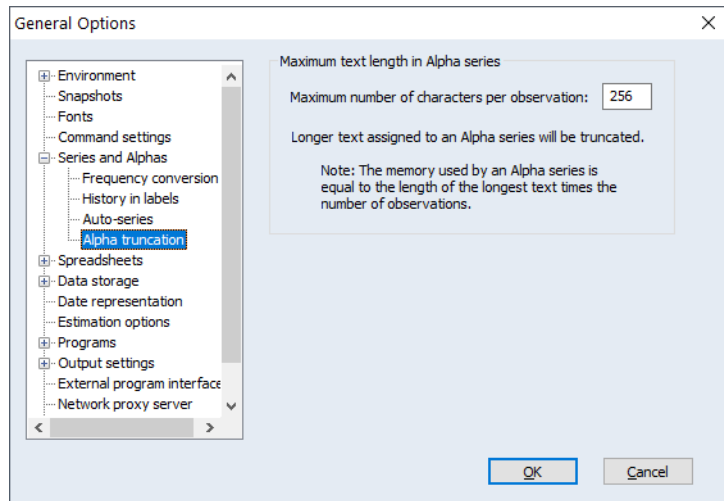 General Options
Environment
Snapshots
Fonts
Command settings
Series and Alphas
Frequency conversion
History in labels
Auto-series
Alpha truncation
Spreadsheets
Data storage
Date representation
Estimation options
Programs
Output settings
External program interface
Network proxy server
Maximum text length in Alpha series
Maximum number of characters per observation: 256
Longer text assigned to an Alpha series will be truncated.
Note: The memory used by an Alpha series is
equal to the length of the longest text times the
number of observations.
OK Cancel